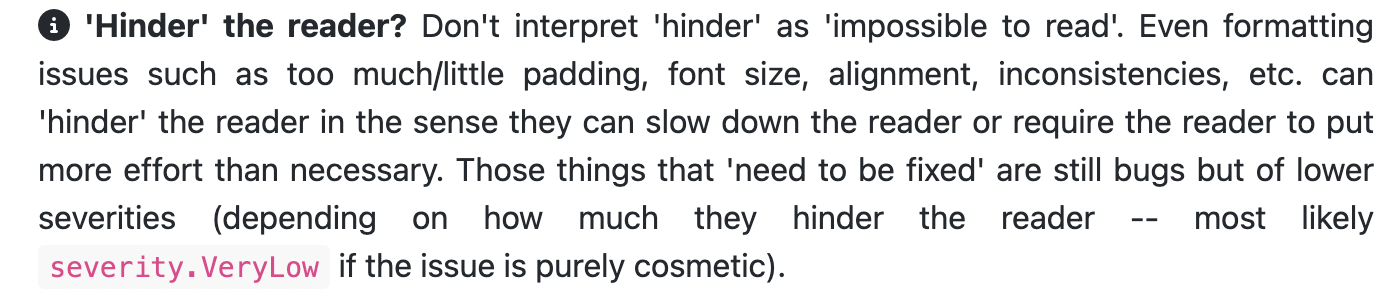 'Hinder' the reader? Don't interpret 'hinder' as 'impossible to read'. Even formatting
issues such as too much/little padding, font size, alignment, inconsistencies, etc. can
'hinder' the reader in the sense they can slow down the reader or require the reader to put
more effort than necessary. Those things that 'need to be fixed' are still bugs but of lower
severities (depending on how much they hinder the reader -- most likely
severity.VeryLow if the issue is purely cosmetic).